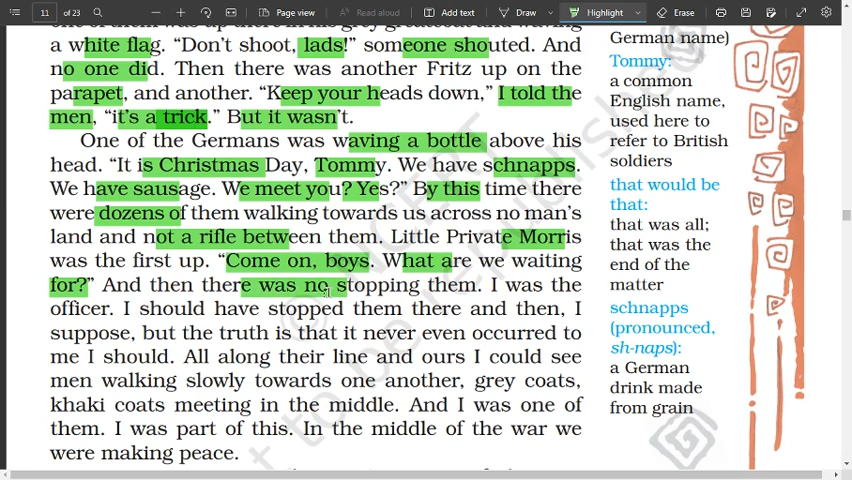 11
of 23
Page view
Read aloud
Add text
Draw
Highlight
Erase
a white flag. “Don't shoot, lads!” someone shouted. And
no one did. Then there was another Fritz up on the
parapet, and another. “Keep your heads down,” I told the
men, “it's a trick.” But it wasn't.
One of the Germans was waving a bottle above his
head. “It is Christmas Day, Tommy. We have schnapps.
We have sausage. We meet you? Yes?” By this time there
were dozens of them walking towards us across no man's
land and not a rifle between them. Little Private Morris
was the first up. “Come on, boys. What are we waiting
for?” And then there was no stopping them. I was the
officer. I should have stopped them there and then, I
suppose, but the truth is that it never even occurred to
me I should. All along their line and ours I could see
men walking slowly towards one another, grey coats,
khaki coats meeting in the middle. And I was one of
them. I was part of this. In the middle of the war we
were making peace.
German name)
Tommy:
a common
English name,
used here to
refer to British
soldiers
that would be
that:
that was all;
that was the
end of the
matter
schnapps
(pronounced,
sh-naps):
a German
drink made
from grain